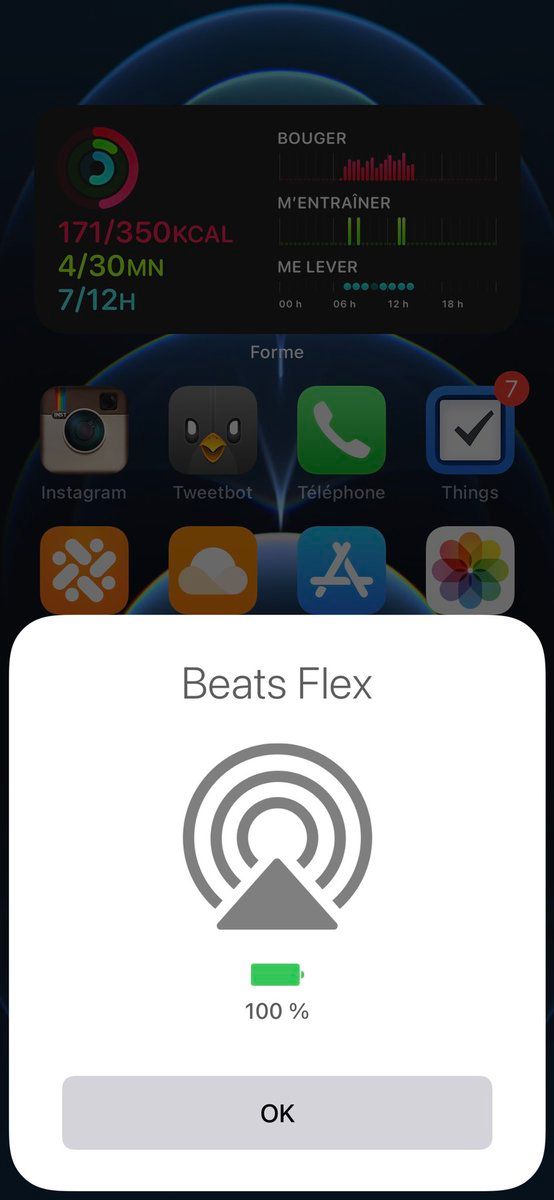 BOUGER
171/350KCAL
4/30MN
7/12H
M'ENTRAÎNER
ME LEVER
00 h 06 h 12 h 18 h
Forme
7
INST
Instagram Tweetbot Téléphone Things
Beats Flex
100 %
OK